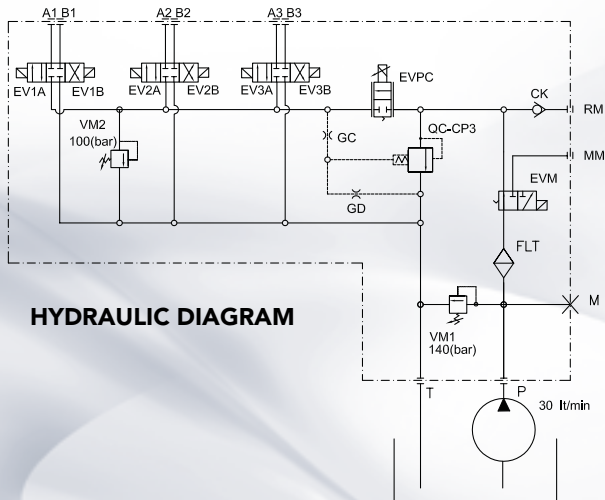 A1 B1 A2 B2 A3 B3
EV1A EV1B EV2A EV2B EV3A EV3B
EVPC
CK
RM
VM2
100(bar)
GC
QC-CP3
MM
EVM
GD
FLT
HYDRAULIC DIAGRAM
M
VM1
140(bar)
T
P
30 lt/min